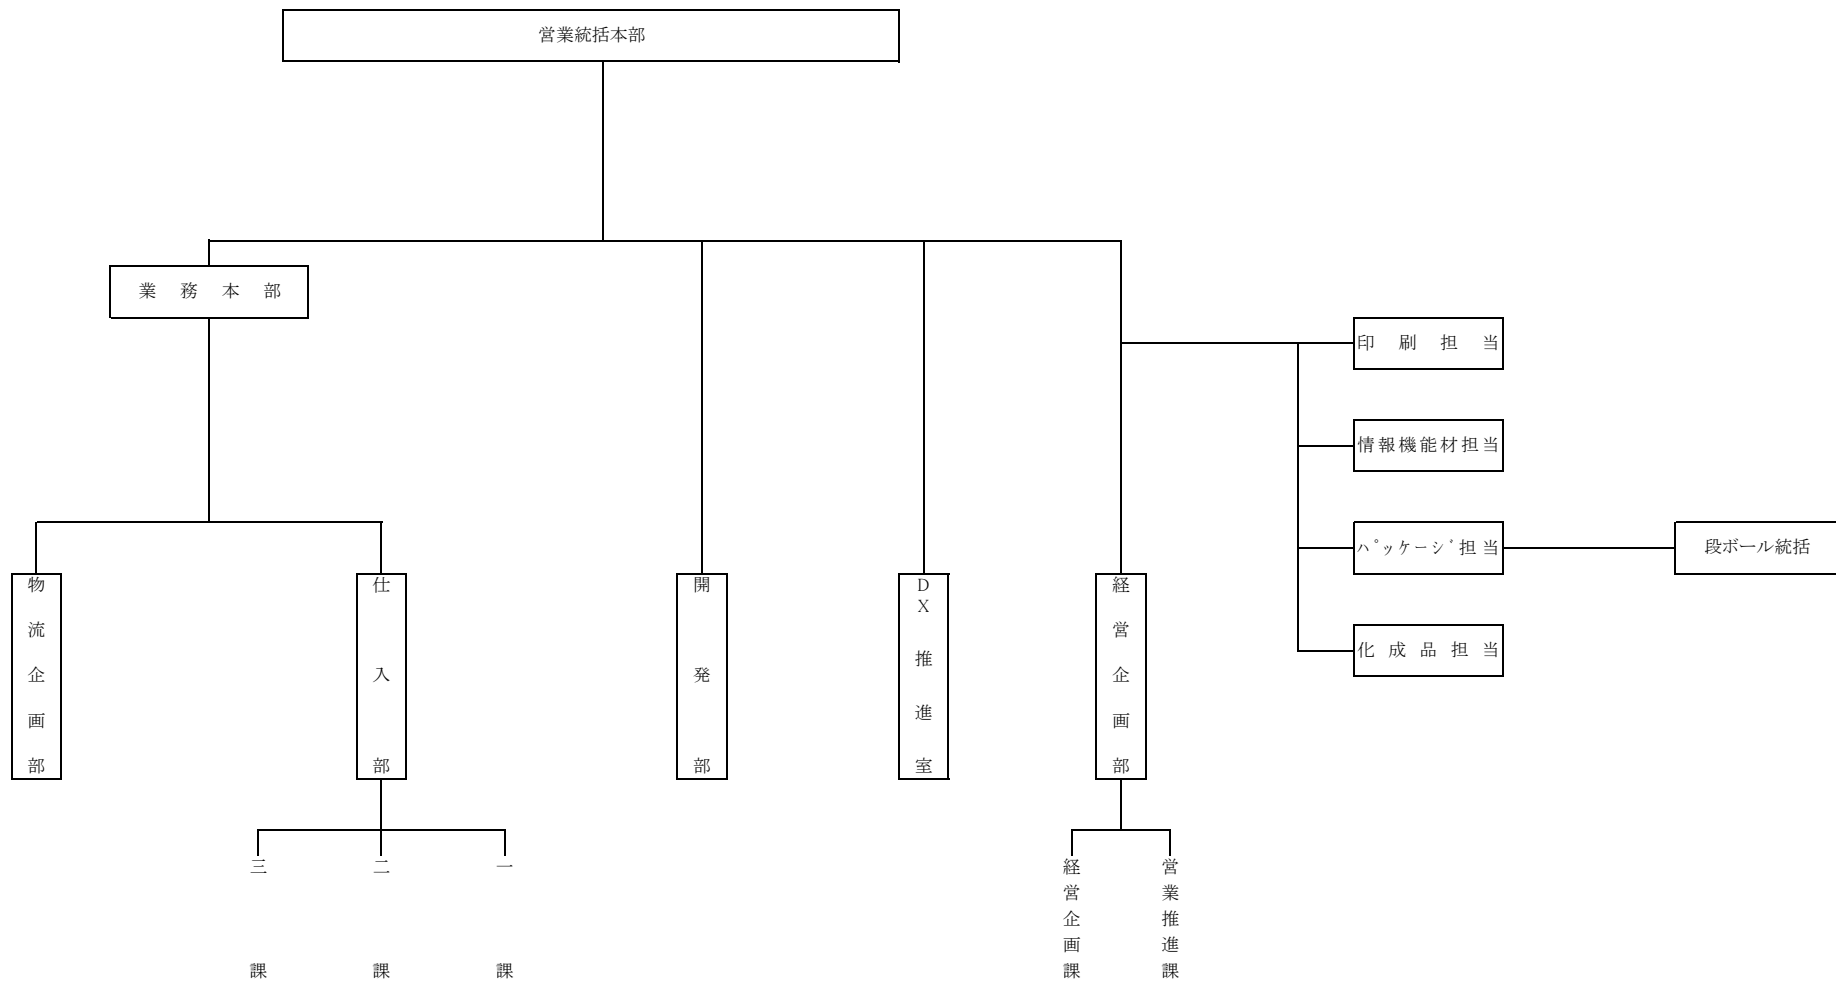 営業統括本部
業務本部
印刷担当
情報機能材担当
ﾊﾟｯｹｰｼﾞ担当
段ボール統括
化成品担当
経営企画部
DX推進室
開発部
仕入部
物流企画部
営業推進課
経営企画課
一課
二課
三課